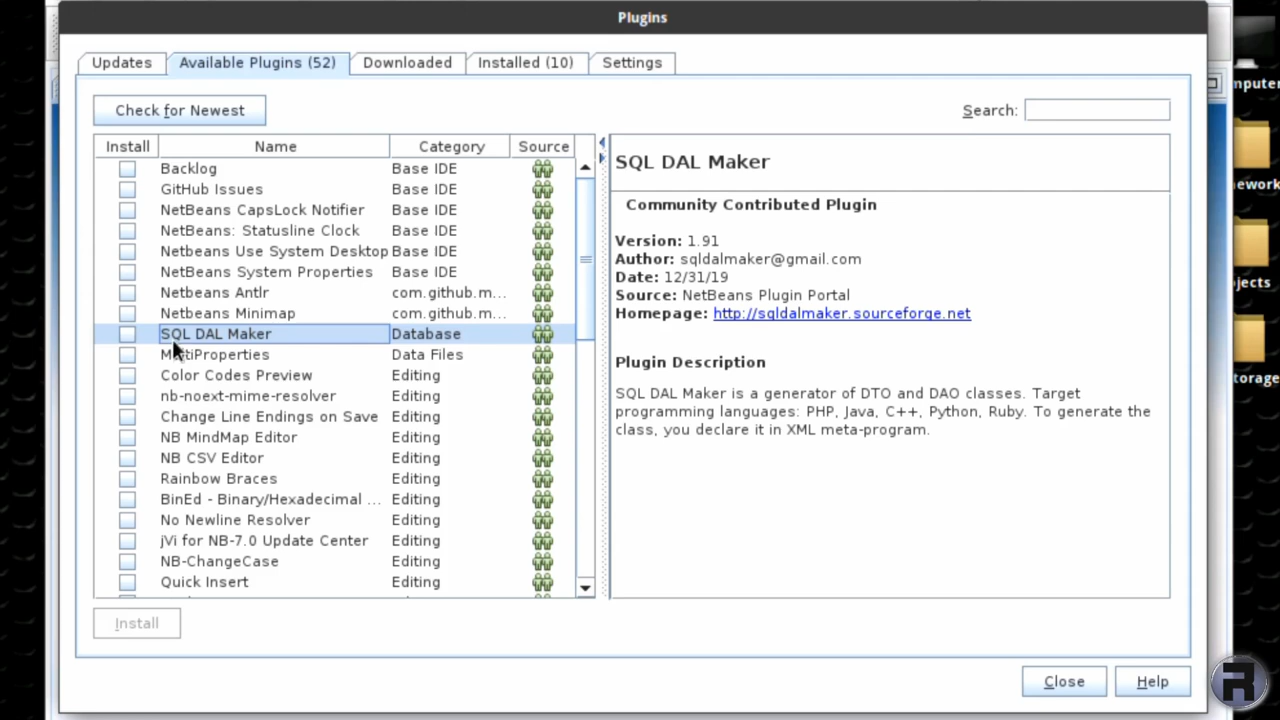 Plugins
Updates
Available Plugins (52)
Downloaded
Installed (10)
Settings
Check for Newest
Search:
Install Name Category Source
Backlog Base IDE
GitHub Issues Base IDE
NetBeans CapsLock Notifier Base IDE
NetBeans: Statusline Clock Base IDE
Netbeans Use System Desktop Base IDE
NetBeans System Properties Base IDE
Netbeans Antlr com.github.m...
Netbeans Minimap com.github.m...
SQL DAL Maker Database
Data Files
Color Codes Preview Editing
nb-noext-mime-resolver Editing
Change Line Endings on Save Editing
NB MindMap Editor Editing
NB CSV Editor Editing
Rainbow Braces Editing
BinEd - Binary/Hexadecimal ... Editing
No Newline Resolver Editing
jVi for NB-7.0 Update Center Editing
NB-ChangeCase Editing
Quick Insert Editing
Install
SQL DAL Maker
Community Contributed Plugin
Version: 1.91
Author: sqldalmaker@gmail.com
Date: 12/31/19
Source: NetBeans Plugin Portal
Homepage: http://sqldalmaker.sourceforge.net
Plugin Description
SQL DAL Maker is a generator of DTO and DAO classes. Target
programming languages: PHP, Java, C++, Python, Ruby. To generate the
class, you declare it in XML meta-program.
Close
Help
mputer
ework
jects
torage